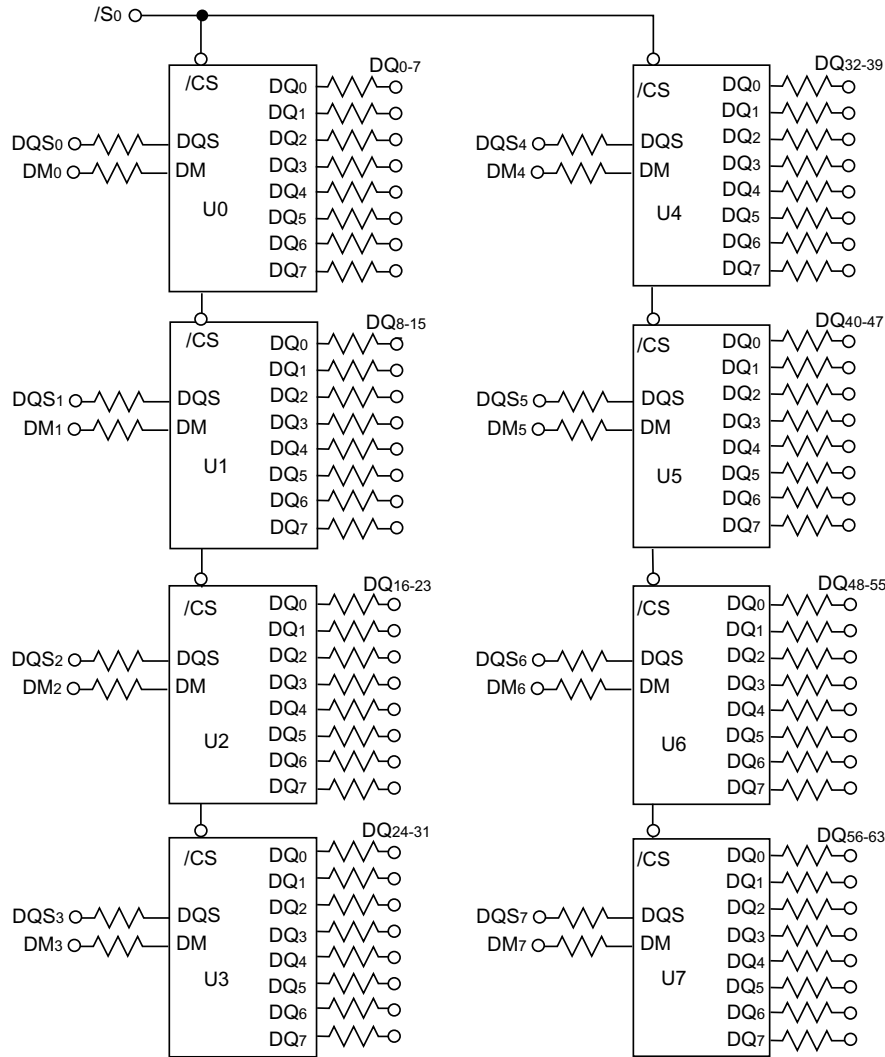 /S0
DQ0-7
/CS
DQ0
DQ1
DQS0
DQS
DQ2
DM0
DM
DQ3
DQ4
U0
DQ5
DQ6
DQ7
DQ8-15
/CS
DQ0
DQ1
DQS1
DQS
DQ2
DM1
DM
DQ3
DQ4
U1
DQ5
DQ6
DQ7
DQ16-23
/CS
DQ0
DQ1
DQS2
DQS
DQ2
DM2
DM
DQ3
DQ4
U2
DQ5
DQ6
DQ7
DQ24-31
/CS
DQ0
DQ1
DQS3
DQS
DQ2
DM3
DM
DQ3
DQ4
U3
DQ5
DQ6
DQ7
DQ32-39
/CS
DQ0
DQ1
DQS4
DQS
DQ2
DM4
DM
DQ3
DQ4
U4
DQ5
DQ6
DQ7
DQ40-47
/CS
DQ0
DQ1
DQS5
DQS
DQ2
DM5
DM
DQ3
DQ4
U5
DQ5
DQ6
DQ7
DQ48-55
/CS
DQ0
DQ1
DQS6
DQS
DQ2
DM6
DM
DQ3
DQ4
U6
DQ5
DQ6
DQ7
DQ56-63
/CS
DQ0
DQ1
DQS7
DQS
DQ2
DM7
DM
DQ3
DQ4
U7
DQ5
DQ6
DQ7